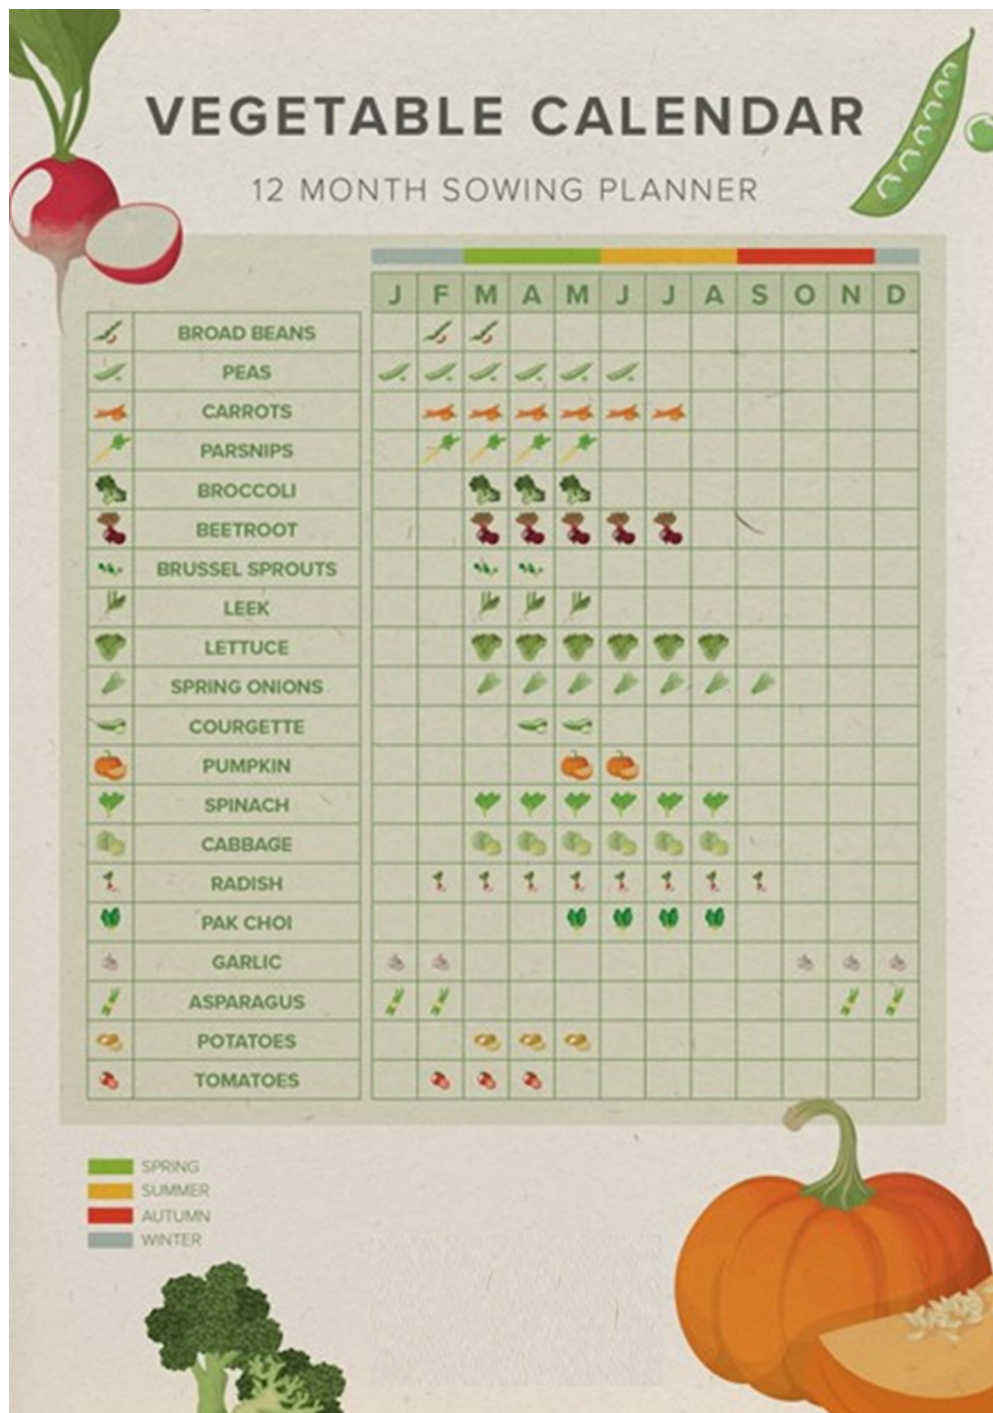 VEGETABLE CALENDAR
12 MONTH SOWING PLANNER
J F M A M J J A S O N D
BROAD BEANS
PEAS
CARROTS
PARSNIPS
BROCCOLI
BEETROOT
BRUSSEL SPROUTS
LEEK
LETTUCE
SPRING ONIONS
COURGETTE
PUMPKIN
SPINACH
CABBAGE
RADISH
PAK CHOI
GARLIC
ASPARAGUS
POTATOES
TOMATOES
SPRING
SUMMER
AUTUMN
WINTER